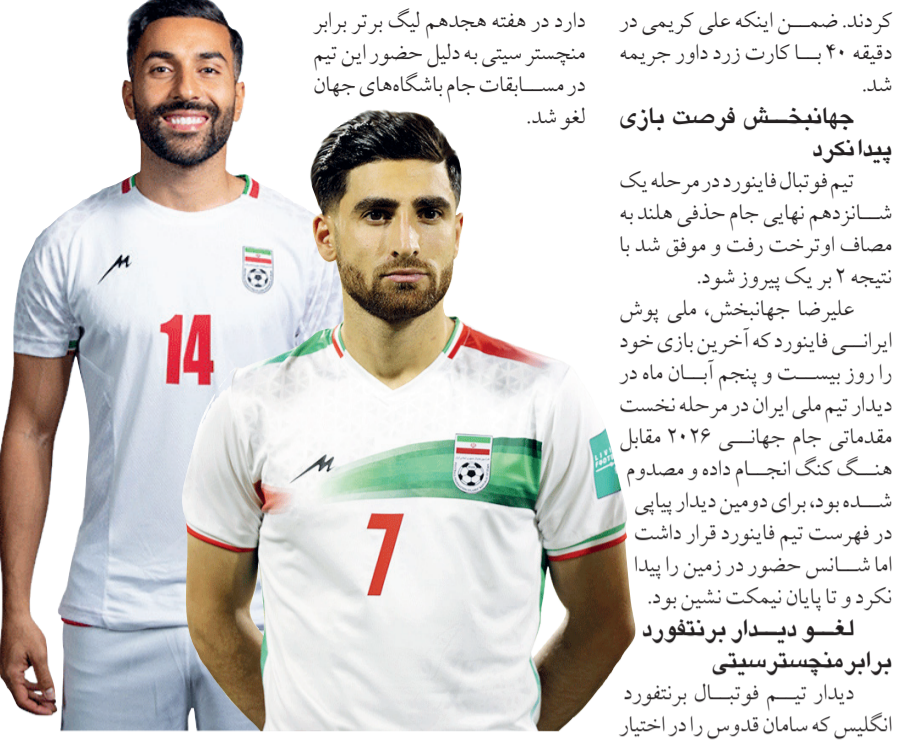 کردند. ضمن اینکه علی کریمی در
دقیقه ۴۰ با کارت زرد داور جریمه
شد.
جهانبخش فرصت بازی
پیدا نکرد
تیم فوتبال فاینورد در مرحله یک
شانزدهم نهایی جام حذفی هلند به
مصاف اوترخت رفت و موفق شد با
نتیجه ۲ بر یک پیروز شود.
علیرضا جهانبخش، ملی پوش
ایرانی فاینورد که آخرین بازی خود
را روز بیست و پنجم آبان ماه در
دیدار تیم ملی ایران در مرحله نخست
مقدماتی جام جهانی ۲۰۲۶ مقابل
هنگ کنگ انجام داده و مصدوم
شده بود، برای دومین دیدار پیاپی
در فهرست تیم فاینورد قرار داشت
اما شانس حضور در زمین را پیدا
نکرد و تا پایان نیمکت نشین بود.
لغو دیدار برنتفورد
برابر منچسترسیتی
دیدار تیم فوتبال برنتفورد
انگلیس که سامان قدوس را در اختیار
دارد در هفته هجدهم لیگ برتر برابر
منچستر سیتی به دلیل حضور این تیم
در مسابقات جام باشگاه‌های جهان
لغو شد.
14
7